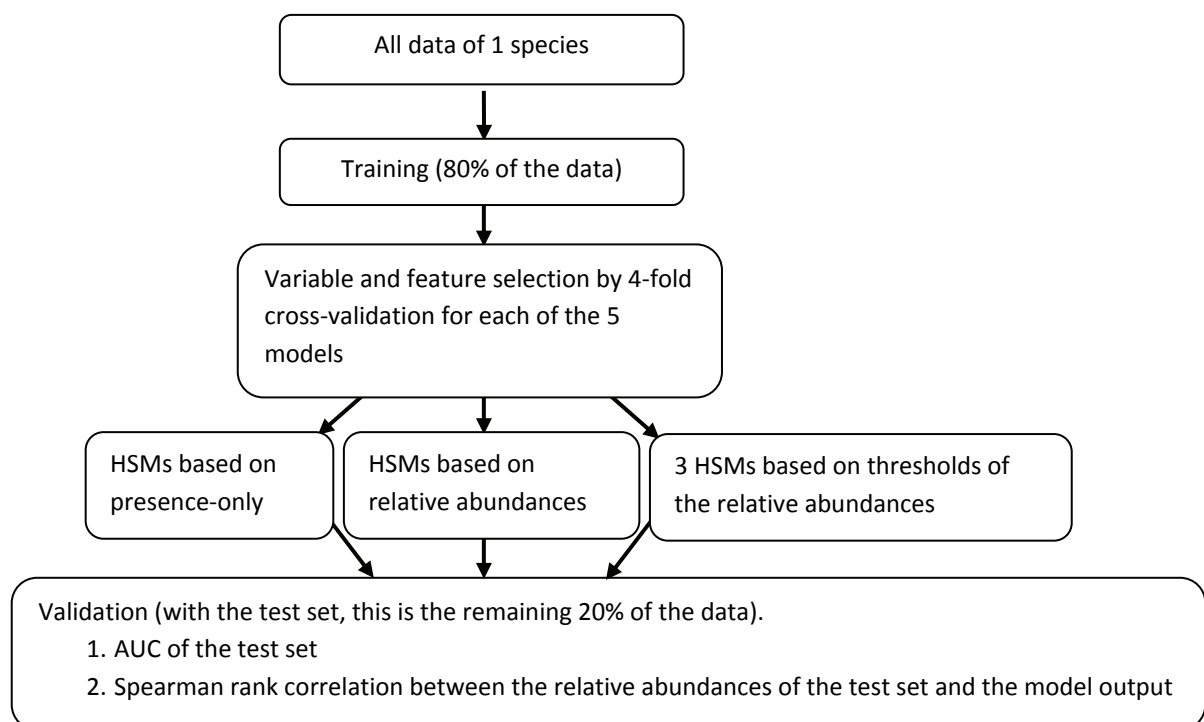 All data of 1 species
Training (80% of the data)
Variable and feature selection by 4-fold
cross-validation for each of the 5
models
HSMs based on
presence-only
HSMs based on
relative abundances
3 HSMs based on thresholds of
the relative abundances
Validation (with the test set, this is the remaining 20% of the data).
1. AUC of the test set
2. Spearman rank correlation between the relative abundances of the test set and the model output